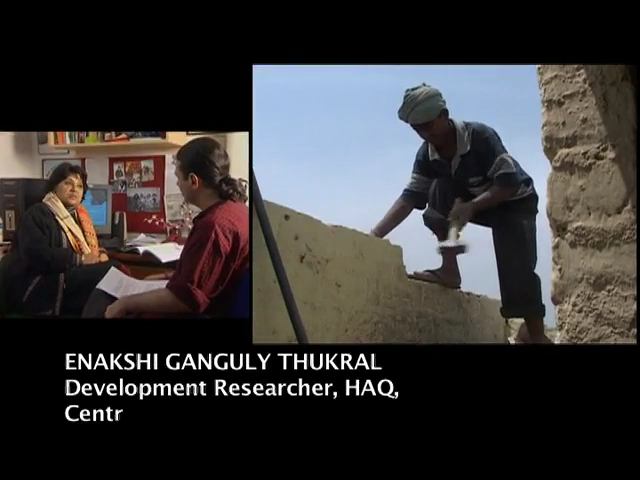 ENAKSHI GANGULY THUKRAL
Development Researcher, HAQ,
Centr